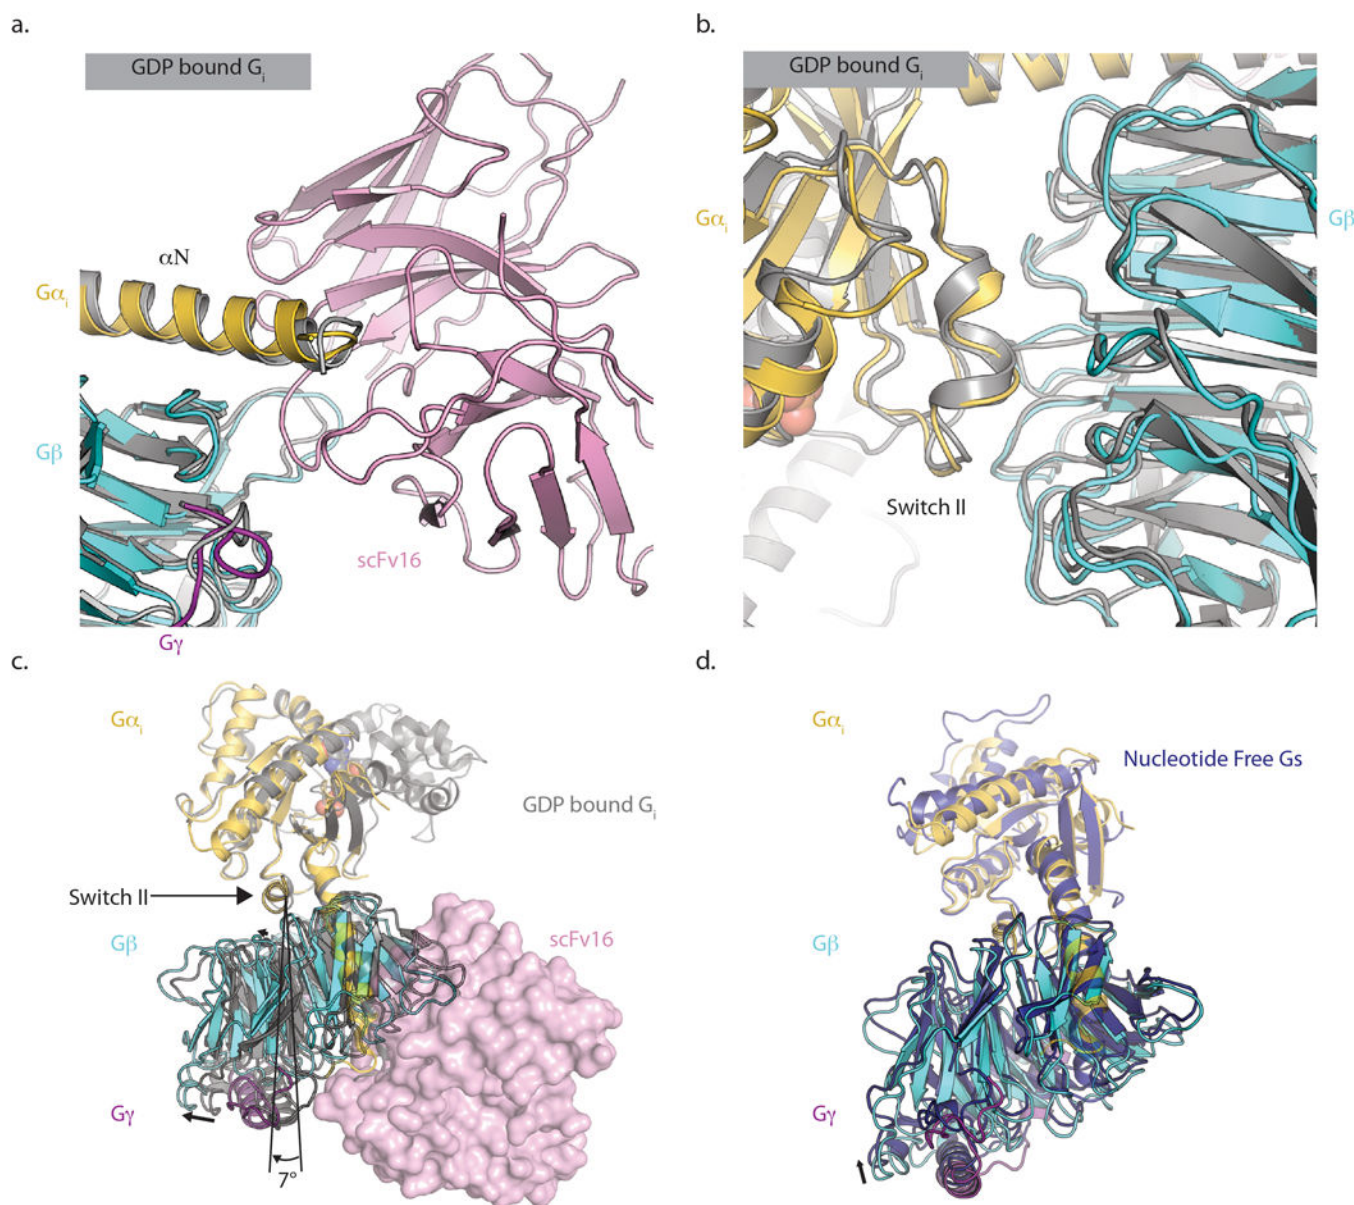 a.
GDP bound Gi
αN
Gαi
Gβ
scFv16
Gγ
b.
GDP bound Gi
Gαi
Gβ
Switch II
c.
Gαi
GDP bound Gi
Switch II
Gβ
scFv16
Gγ
7°
d.
Gαi
Nucleotide Free Gs
Gβ
Gγ